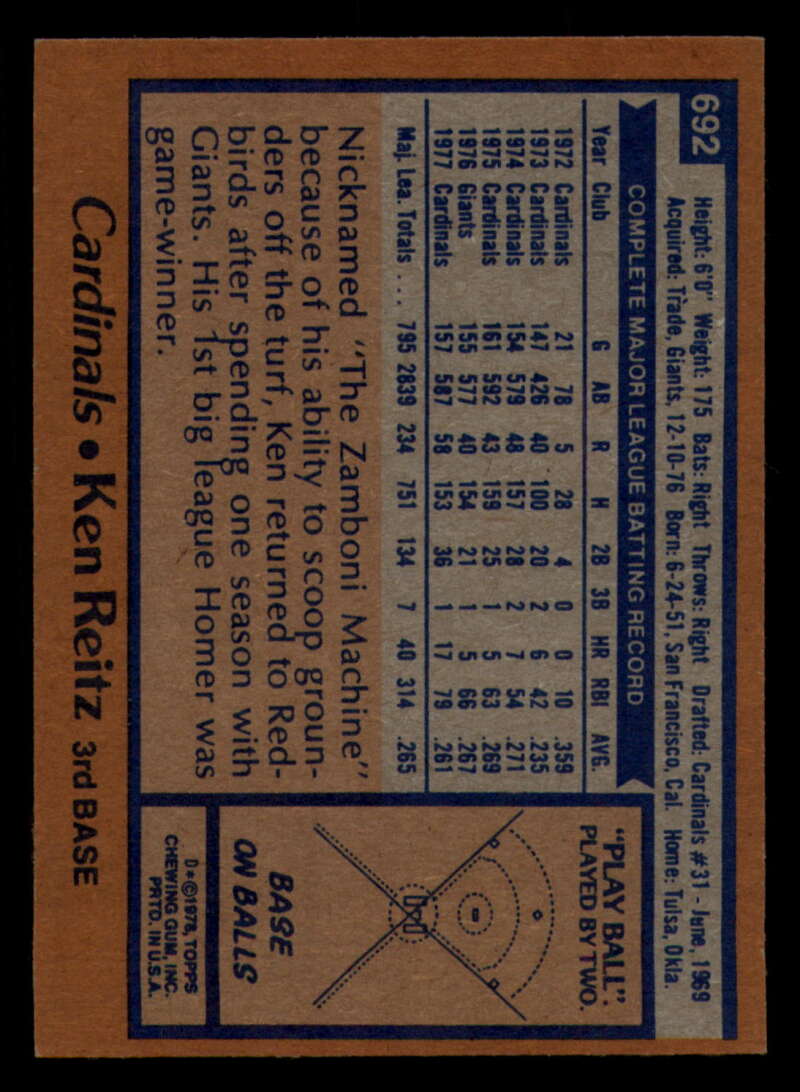 692
Height: 6'0" Weight: 175 Bats: Right Throws: Right Drafted: Cardinals #31 - June, 1969
Acquired: Trade, Giants, 12-10-76 Born: 6-24-51, San Francisco, Cal. Home: Tulsa, Okla.
COMPLETE MAJOR LEAGUE BATTING RECORD
Year Club G AB R H 2B 3B HR RBI AVG.
1972 Cardinals 21 78 5 28 4 0 0 10 .359
1973 Cardinals 147 426 40 100 20 2 6 42 .235
1974 Cardinals 154 579 48 157 28 2 7 54 .271
1975 Cardinals 161 592 43 159 25 1 5 63 .269
1976 Giants 155 577 40 154 21 1 5 66 .267
1977 Cardinals 157 587 58 153 36 1 17 79 .261
Maj. Lea. Totals ... 795 2839 234 751 134 7 40 314 .265
Nicknamed "The Zamboni Machine"
because of his ability to scoop groun-
ders off the turf, Ken returned to Red-
birds after spending one season with
Giants. His 1st big league Homer was
game-winner.
"PLAY BALL":
PLAYED BY TWO.
BASE
ON BALLS
D*©1978, TOPPS
CHEWING GUM, INC.
PRTD. IN U.S.A.
Cardinals • Ken Reitz 3rd BASE